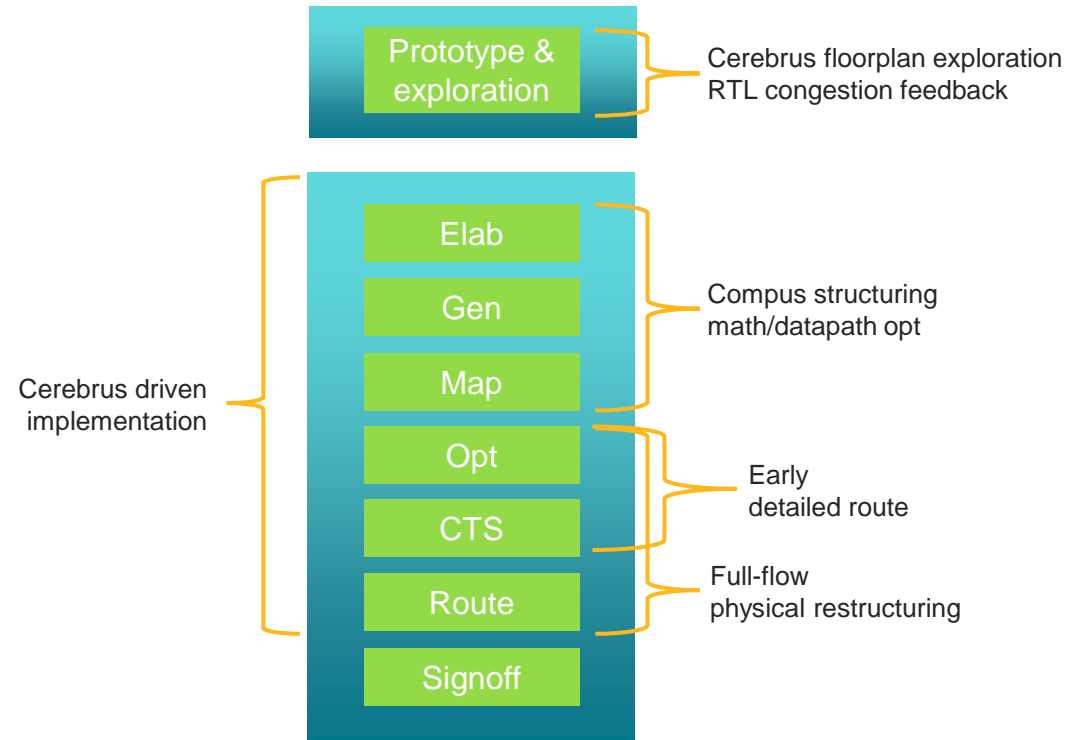 Prototype &
exploration
Cerebrus floorplan exploration
RTL congestion feedback
Elab
Gen
Map
Opt
CTS
Route
Signoff
Cerebrus driven
implementation
Compus structuring
math/datapath opt
Early
detailed route
Full-flow
physical restructuring